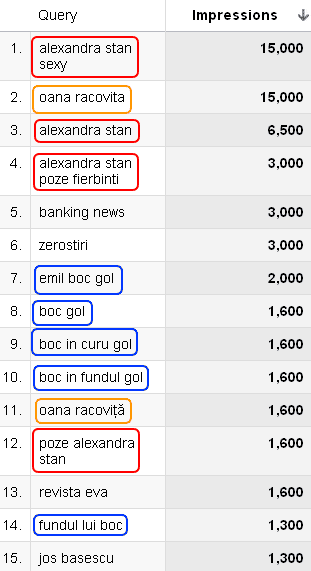 Query Impressions
1. alexandra stan 15,000
sexy
2. oana racovita 15,000
3. alexandra stan 6,500
4. alexandra stan 3,000
poze fierbinti
5. banking news 3,000
6. zerostiri 3,000
7. emil boc gol 2,000
8. boc gol 1,600
9. boc in curu gol 1,600
10. boc in fundul gol 1,600
11. oana racoviță 1,600
12. poze alexandra 1,600
stan
13. revista eva 1,600
14. fundul lui boc 1,300
15. jos basescu 1,300